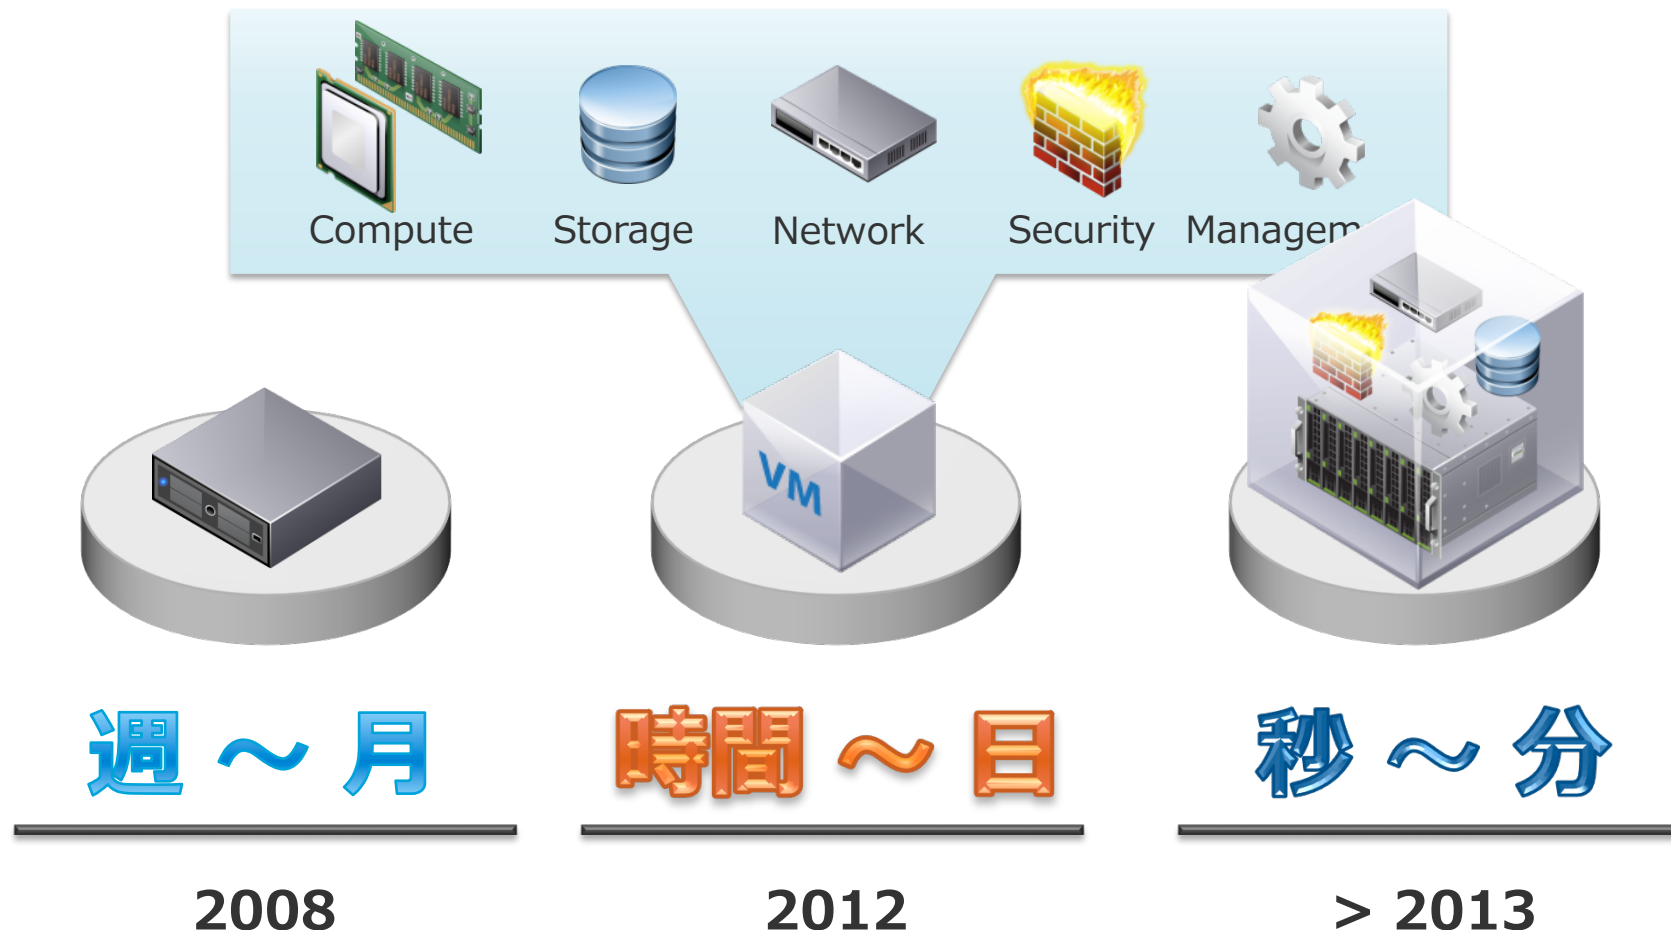 Compute Storage Network Security Managem
VM
週 ～ 月 時間 ～ 日 秒 ～ 分
2008 2012 > 2013